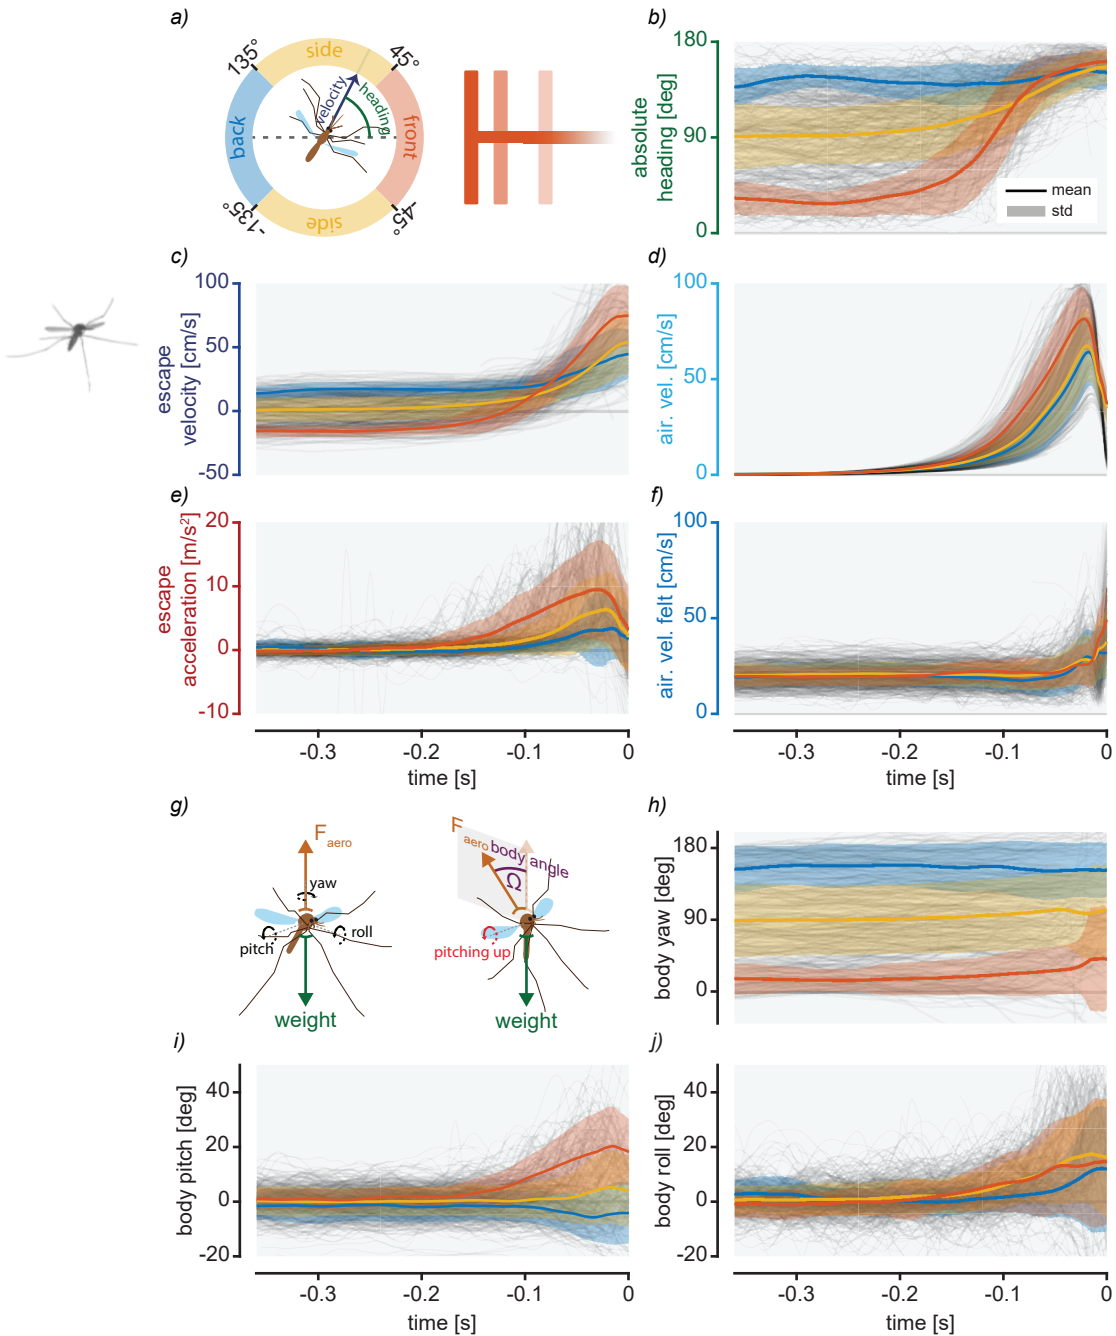 a)
side
135°
45°
velocity
heading
back
front
-135°
-45°
side
b)
absolute
heading [deg]
180
90
0
mean
std
c)
escape
velocity [cm/s]
100
50
0
-50
d)
air. vel. [cm/s]
100
50
0
e)
escape
acceleration [m/s²]
20
10
0
-10
-0.3
-0.2
-0.1
0
time [s]
f)
air. vel. felt [cm/s]
100
50
0
-0.3
-0.2
-0.1
0
time [s]
g)
F aero
yaw
pitch
roll
weight
F aero
body angle
Ω
pitching up
weight
h)
body yaw [deg]
180
90
0
i)
body pitch [deg]
40
20
0
-20
-0.3
-0.2
-0.1
0
time [s]
j)
body roll [deg]
40
20
0
-20
-0.3
-0.2
-0.1
0
time [s]